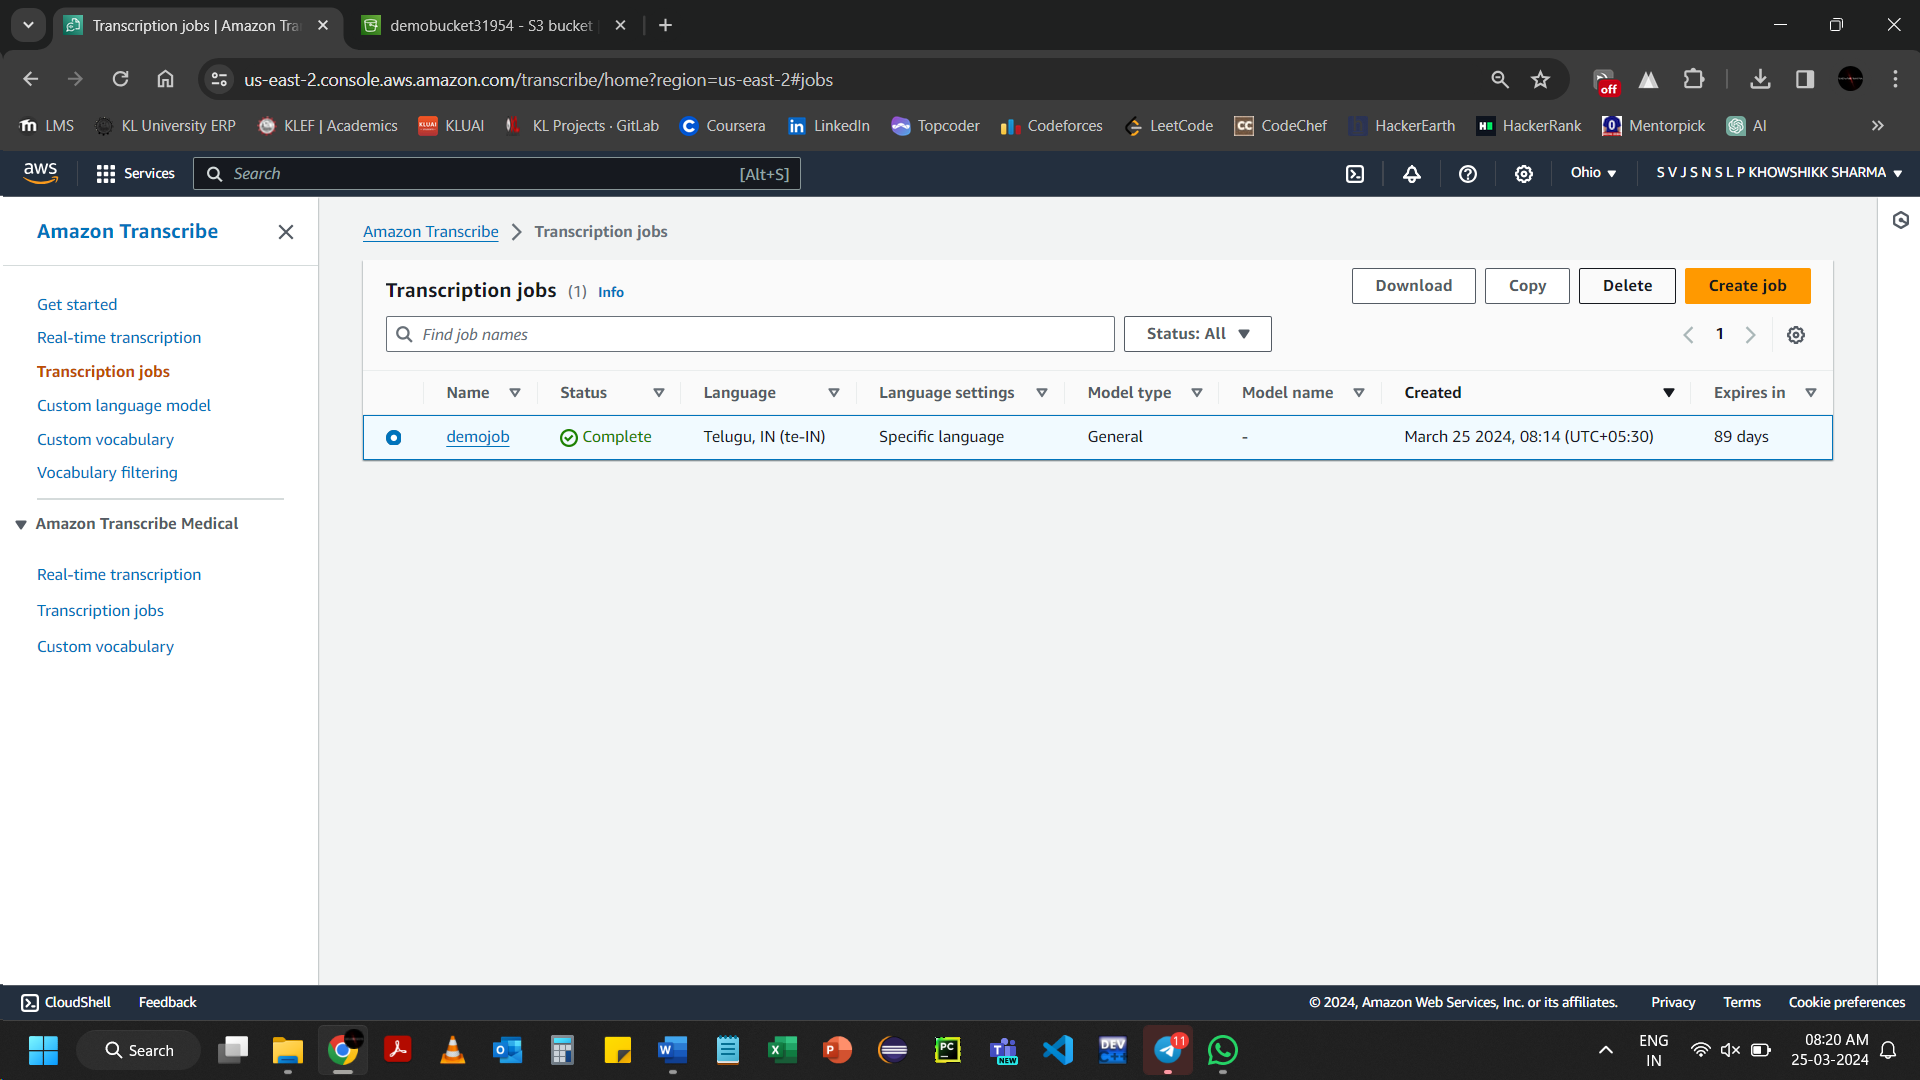 Transcription jobs | Amazon Tra
demobucket31954 - S3 bucket
us-east-2.console.aws.amazon.com/transcribe/home?region=us-east-2#jobs
off
LMS
KL University ERP
KLEF | Academics
KLUAI
KLUAI
KL Projects · GitLab
Coursera
LinkedIn
Topcoder
Codeforces
LeetCode
CC
CodeChef
HackerEarth
HackerRank
Mentorpick
AI
aws
Services
Search
[Alt+S]
Ohio
S V J S N S L P KHOWSHIKK SHARMA
Amazon Transcribe
Get started
Real-time transcription
Transcription jobs
Custom language model
Custom vocabulary
Vocabulary filtering
Amazon Transcribe Medical
Real-time transcription
Transcription jobs
Custom vocabulary
Amazon Transcribe
Transcription jobs
Transcription jobs (1) Info
Download
Copy
Delete
Create job
Find job names
Status: All
1
Name
Status
Language
Language settings
Model type
Model name
Created
Expires in
demojob
Complete
Telugu, IN (te-IN)
Specific language
General
-
March 25 2024, 08:14 (UTC+05:30)
89 days
CloudShell
Feedback
© 2024, Amazon Web Services, Inc. or its affiliates.
Privacy
Terms
Cookie preferences
Search
PC
NEW
DEV
11
ENG
IN
08:20 AM
25-03-2024